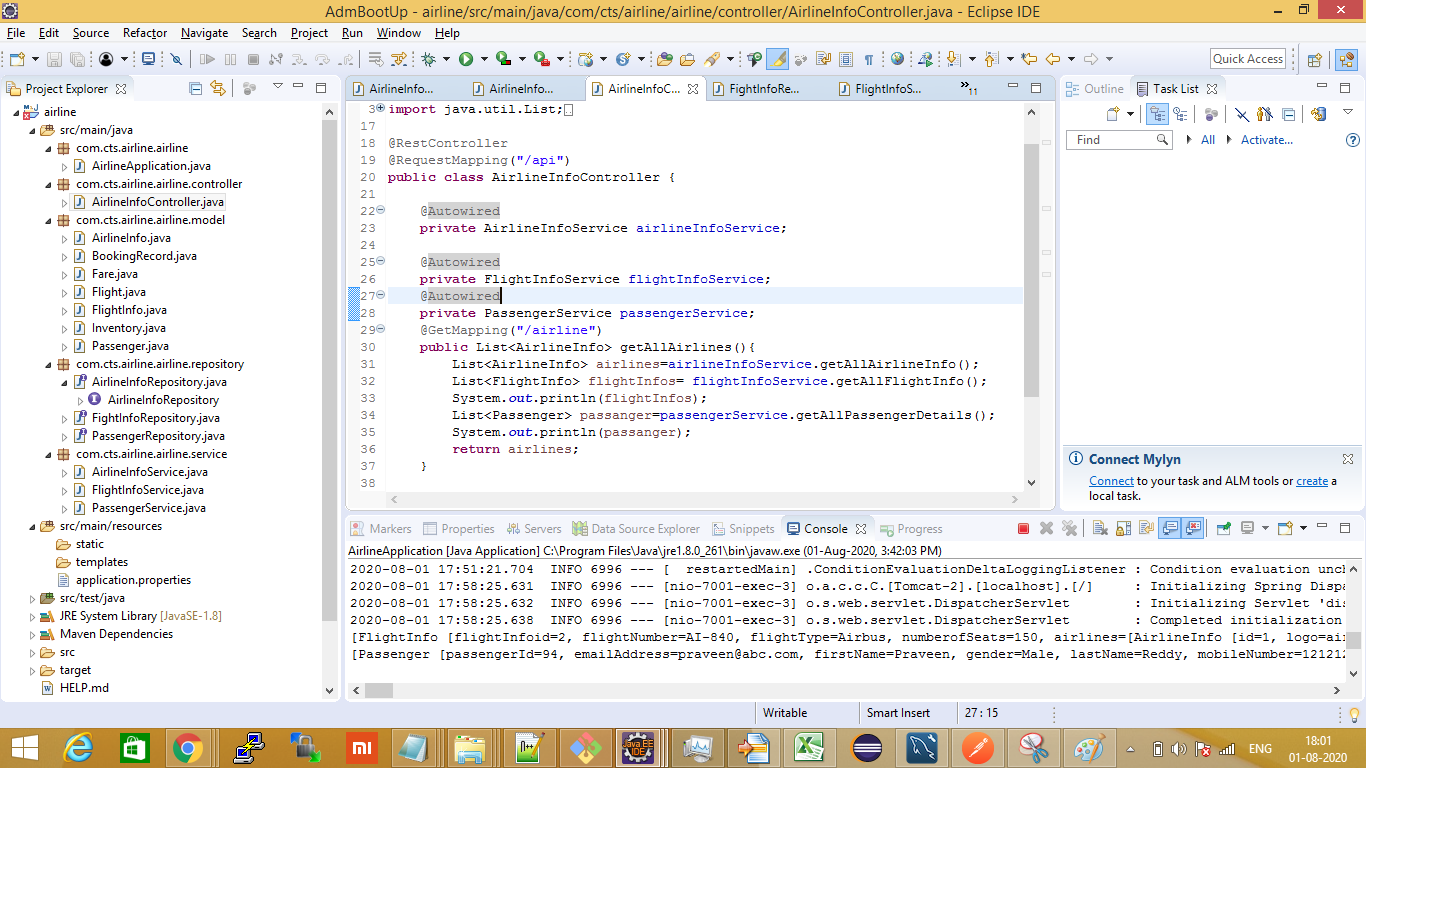 AdmBootUp - airline/src/main/java/com/cts/airline/airline/controller/AirlineInfoController.java - Eclipse IDE
File Edit Source Refactor Navigate Search Project Run Window Help
Quick Access
Project Explorer
airline
src/main/java
com.cts.airline.airline
AirlineApplication.java
com.cts.airline.airline.controller
AirlineInfoController.java
com.cts.airline.airline.model
AirlineInfo.java
BookingRecord.java
Fare.java
Flight.java
FlightInfo.java
Inventory.java
Passenger.java
com.cts.airline.airline.repository
AirlineInfoRepository.java
AirlineInfoRepository
FightInfoRepository.java
PassengerRepository.java
com.cts.airline.airline.service
AirlineInfoService.java
FlightInfoService.java
PassengerService.java
src/main/resources
static
templates
application.properties
src/test/java
JRE System Library [JavaSE-1.8]
Maven Dependencies
src
target
HELP.md
AirlineInfo... AirlineInfo... AirlineInfoC... FightInfoRe... FlightInfoS... »11
3 import java.util.List;
17
18 @RestController
19 @RequestMapping("/api")
20 public class AirlineInfoController {
21
22 @Autowired
23 private AirlineInfoService airlineInfoService;
24
25 @Autowired
26 private FlightInfoService flightInfoService;
27 @Autowired
28 private PassengerService passengerService;
29 @GetMapping("/airline")
30 public List<AirlineInfo> getAllAirlines(){
31 List<AirlineInfo> airlines=airlineInfoService.getAllAirlineInfo();
32 List<FlightInfo> flightInfos= flightInfoService.getAllFlightInfo();
33 System.out.println(flightInfos);
34 List<Passenger> passanger=passengerService.getAllPassengerDetails();
35 System.out.println(passanger);
36 return airlines;
37 }
38
Outline Task List
Find All Activate...
Connect Mylyn
Connect to your task and ALM tools or create a
local task.
Markers Properties Servers Data Source Explorer Snippets Console Progress
AirlineApplication [Java Application] C:\Program Files\Java\jre1.8.0_261\bin\javaw.exe (01-Aug-2020, 3:42:03 PM)
2020-08-01 17:51:21.704 INFO 6996 --- [ restartedMain] .ConditionEvaluationDeltaLoggingListener : Condition evaluation unch
2020-08-01 17:58:25.631 INFO 6996 --- [nio-7001-exec-3] o.a.c.c.C.[Tomcat-2].[localhost].[/] : Initializing Spring Dispa
2020-08-01 17:58:25.632 INFO 6996 --- [nio-7001-exec-3] o.s.web.servlet.DispatcherServlet : Initializing Servlet 'dis
2020-08-01 17:58:25.638 INFO 6996 --- [nio-7001-exec-3] o.s.web.servlet.DispatcherServlet : Completed initialization
[FlightInfo [flightInfoid=2, flightNumber=AI-840, flightType=Airbus, numberofSeats=150, airlines=[AirlineInfo [id=1, logo=air
[Passenger [passengerId=94, emailAddress=praveen@abc.com, firstName=Praveen, gender=Male, lastName=Reddy, mobileNumber=121212
Writable Smart Insert 27 : 15
ENG
18:01
01-08-2020